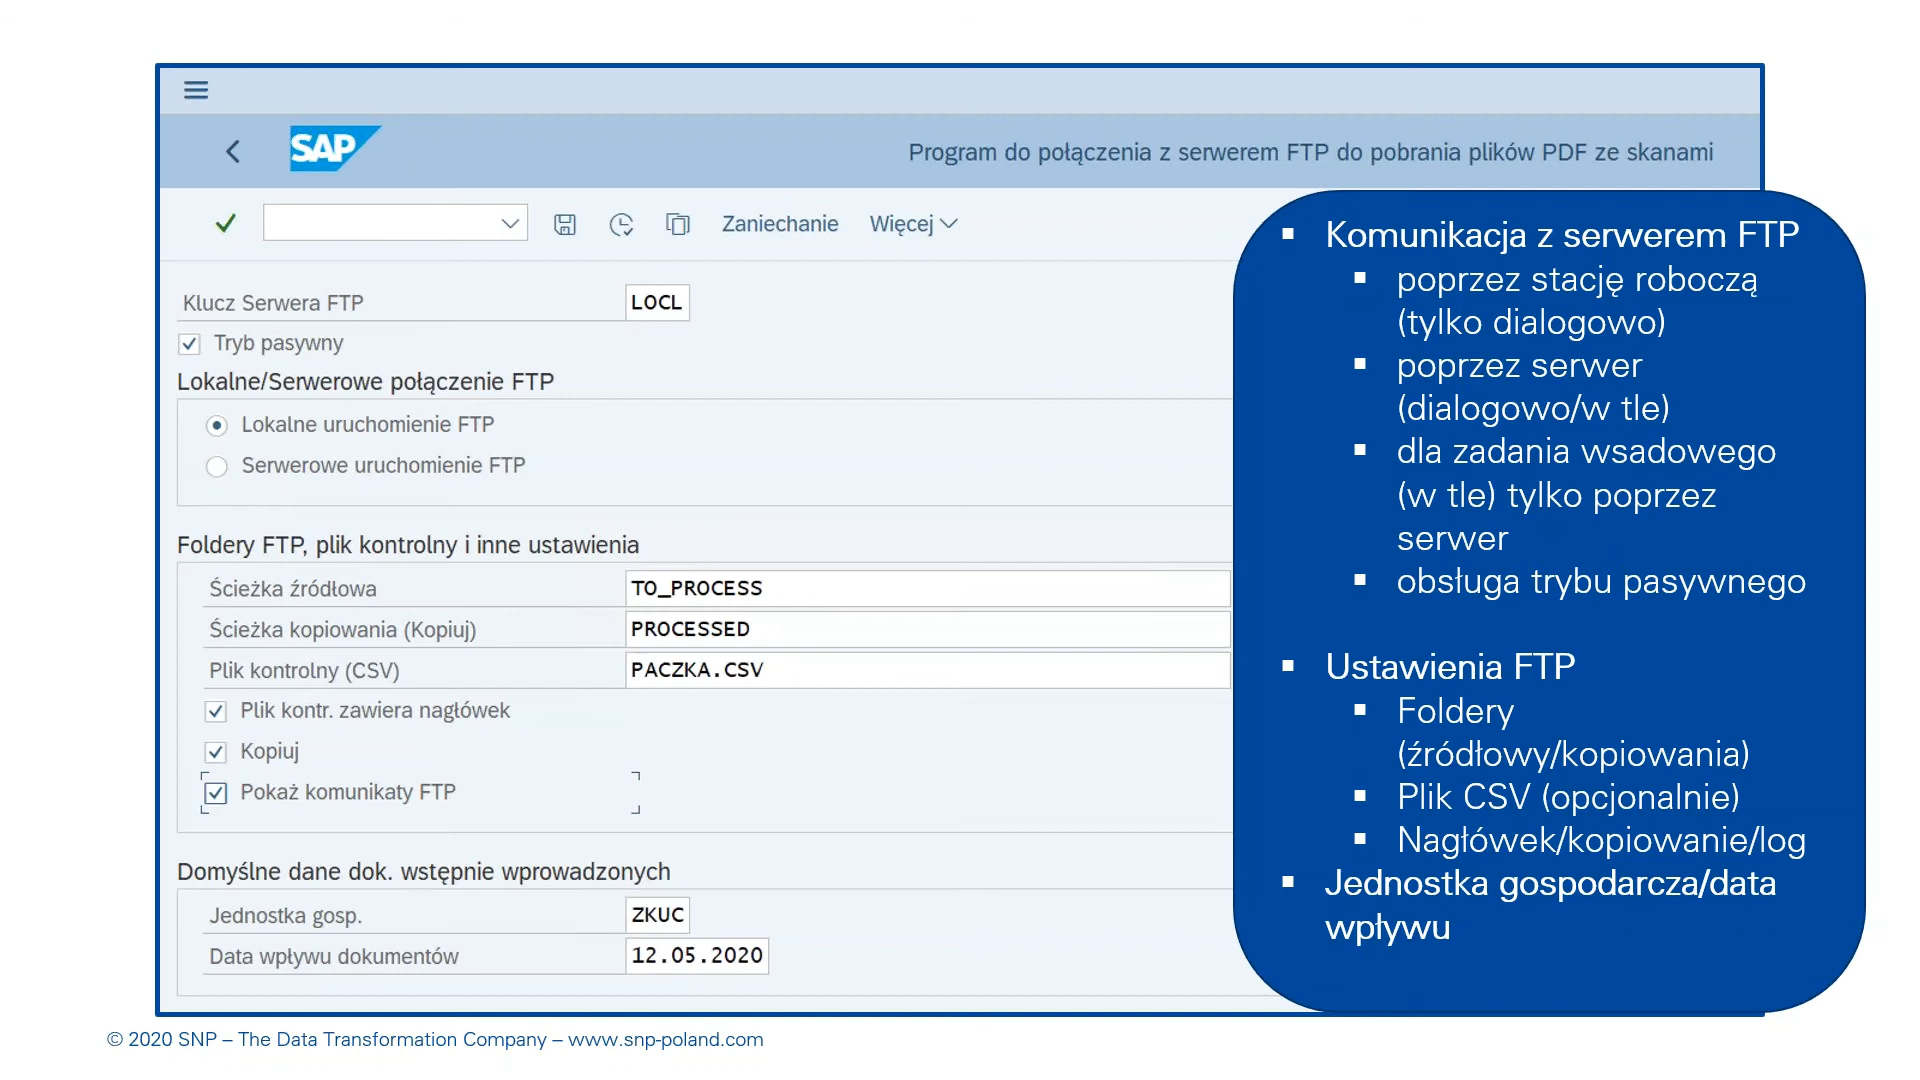 SAP
Program do połączenia z serwerem FTP do pobrania plików PDF ze skanami
Zaniechanie
Więcej
Klucz Serwera FTP
LOCL
Tryb pasywny
Lokalne/Serwerowe połączenie FTP
Lokalne uruchomienie FTP
Serwerowe uruchomienie FTP
Foldery FTP, plik kontrolny i inne ustawienia
Ścieżka źródłowa
TO_PROCESS
Ścieżka kopiowania (Kopiuj)
PROCESSED
Plik kontrolny (CSV)
PACZKA.CSV
Plik kontr. zawiera nagłówek
Kopiuj
Pokaż komunikaty FTP
Domyślne dane dok. wstępnie wprowadzonych
Jednostka gosp.
ZKUC
Data wpływu dokumentów
12.05.2020
Komunikacja z serwerem FTP
poprzez stację roboczą
(tylko dialogowo)
poprzez serwer
(dialogowo/w tle)
dla zadania wsadowego
(w tle) tylko poprzez
serwer
obsługa trybu pasywnego
Ustawienia FTP
Foldery
(źródłowy/kopiowania)
Plik CSV (opcjonalnie)
Nagłówek/kopiowanie/log
Jednostka gospodarcza/data
wpływu
© 2020 SNP – The Data Transformation Company – www.snp-poland.com